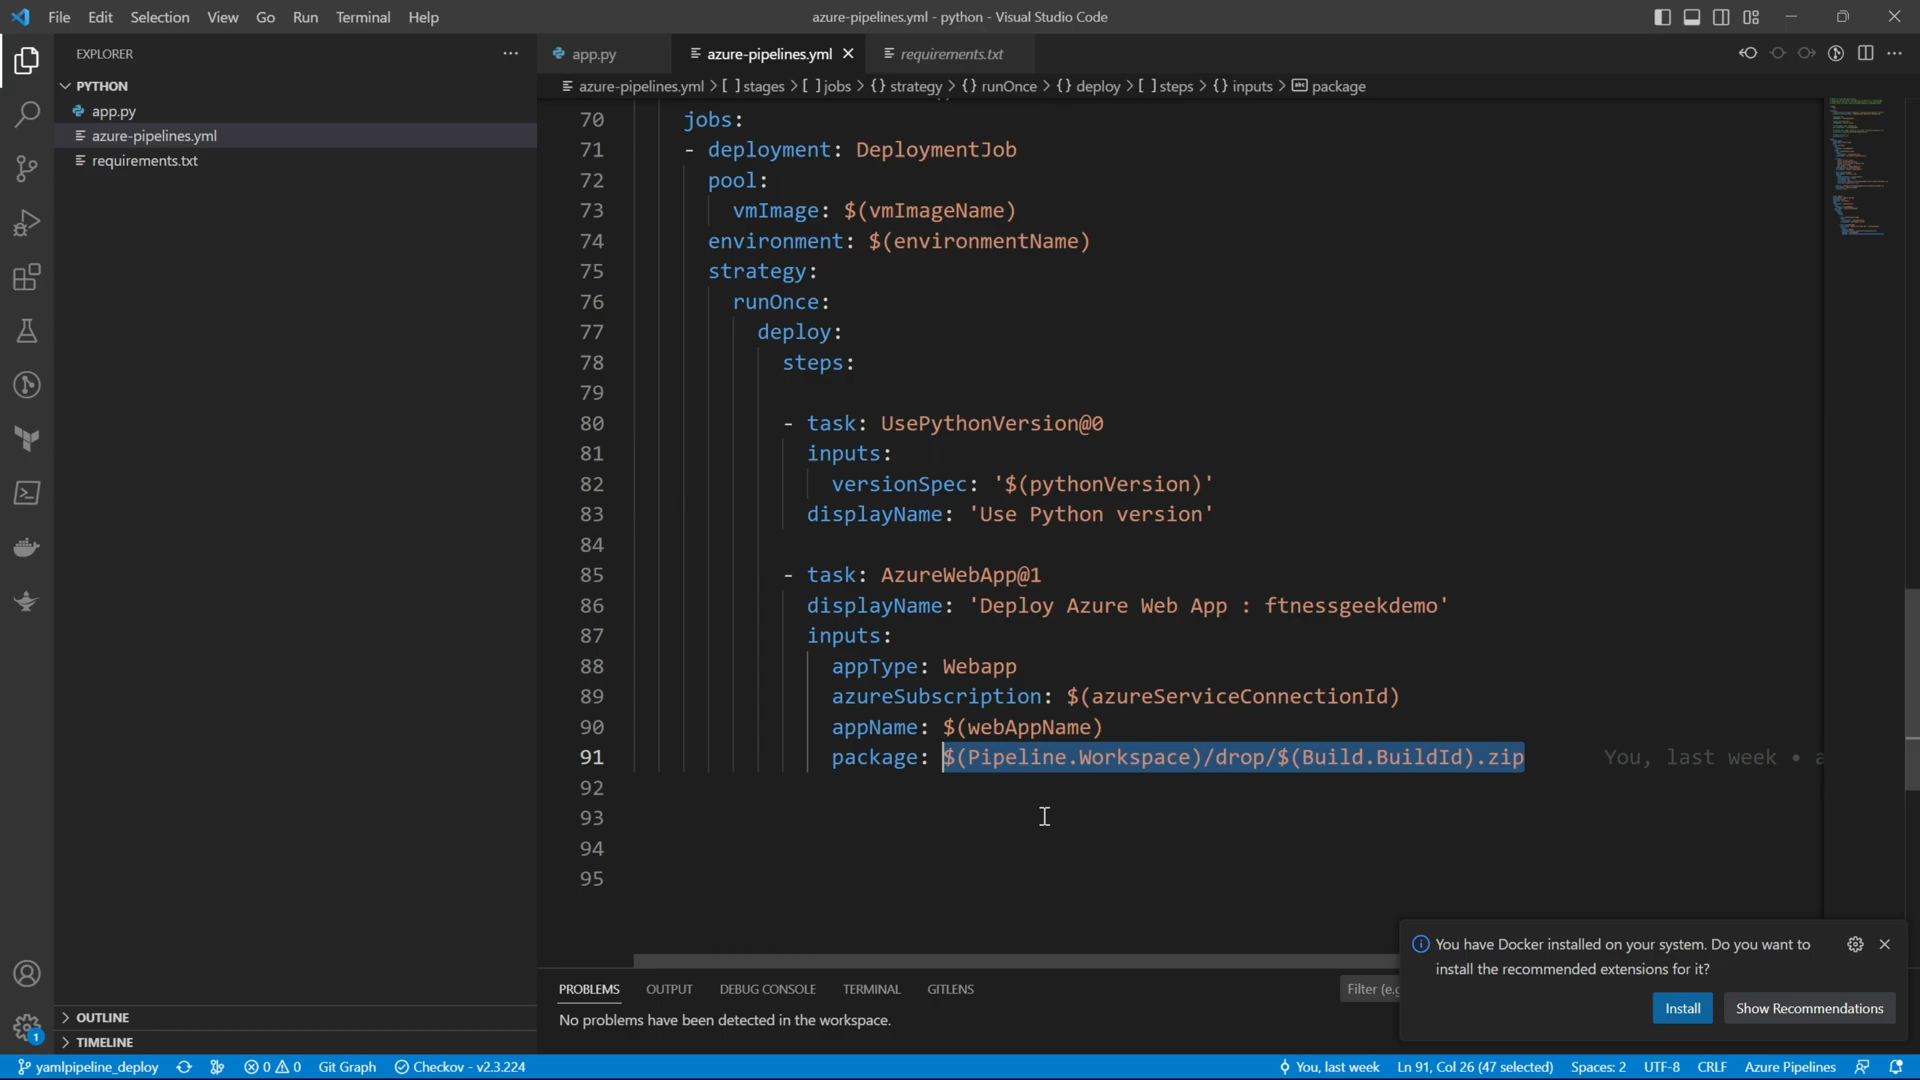 File Edit Selection View Go Run Terminal Help
azure-pipelines.yml - python - Visual Studio Code
EXPLORER
PYTHON
app.py
azure-pipelines.yml
requirements.txt
app.py azure-pipelines.yml requirements.txt
azure-pipelines.yml > [ ] stages > [ ] jobs > {} strategy > {} runOnce > {} deploy > [ ] steps > {} inputs > package
70 jobs:
71 - deployment: DeploymentJob
72 pool:
73 vmImage: $(vmImageName)
74 environment: $(environmentName)
75 strategy:
76 runOnce:
77 deploy:
78 steps:
79
80 - task: UsePythonVersion@0
81 inputs:
82 versionSpec: '$(pythonVersion)'
83 displayName: 'Use Python version'
84
85 - task: AzureWebApp@1
86 displayName: 'Deploy Azure Web App : ftnessgeekdemo'
87 inputs:
88 appType: Webapp
89 azureSubscription: $(azureServiceConnectionId)
90 appName: $(webAppName)
91 package: $(Pipeline.Workspace)/drop/$(Build.BuildId).zip You, last week • a
92
93
94
95
You have Docker installed on your system. Do you want to
install the recommended extensions for it?
Install Show Recommendations
PROBLEMS OUTPUT DEBUG CONSOLE TERMINAL GITLENS
Filter (e.g
No problems have been detected in the workspace.
OUTLINE
TIMELINE
1
yamlpipeline_deploy 0 0 Git Graph Checkov - v2.3.224
You, last week Ln 91, Col 26 (47 selected) Spaces: 2 UTF-8 CRLF Azure Pipelines